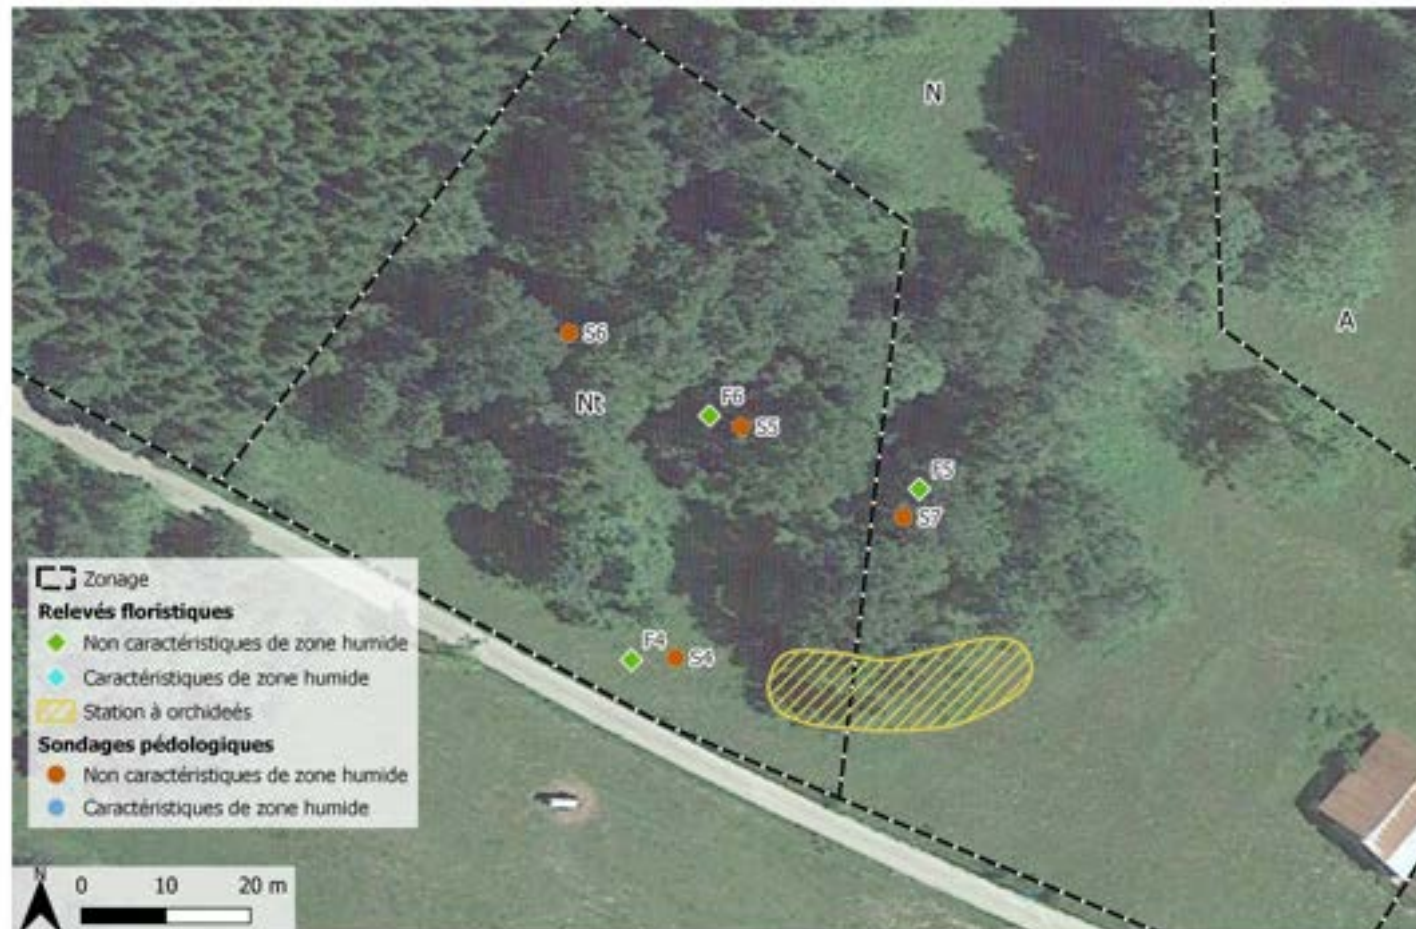 N
A
S6
Nt
F6
S5
F5
S7
F4
S4
Zonage
Relevés floristiques
Non caractéristiques de zone humide
Caractéristiques de zone humide
Station à orchideés
Sondages pédologiques
Non caractéristiques de zone humide
Caractéristiques de zone humide
N
0 10 20 m